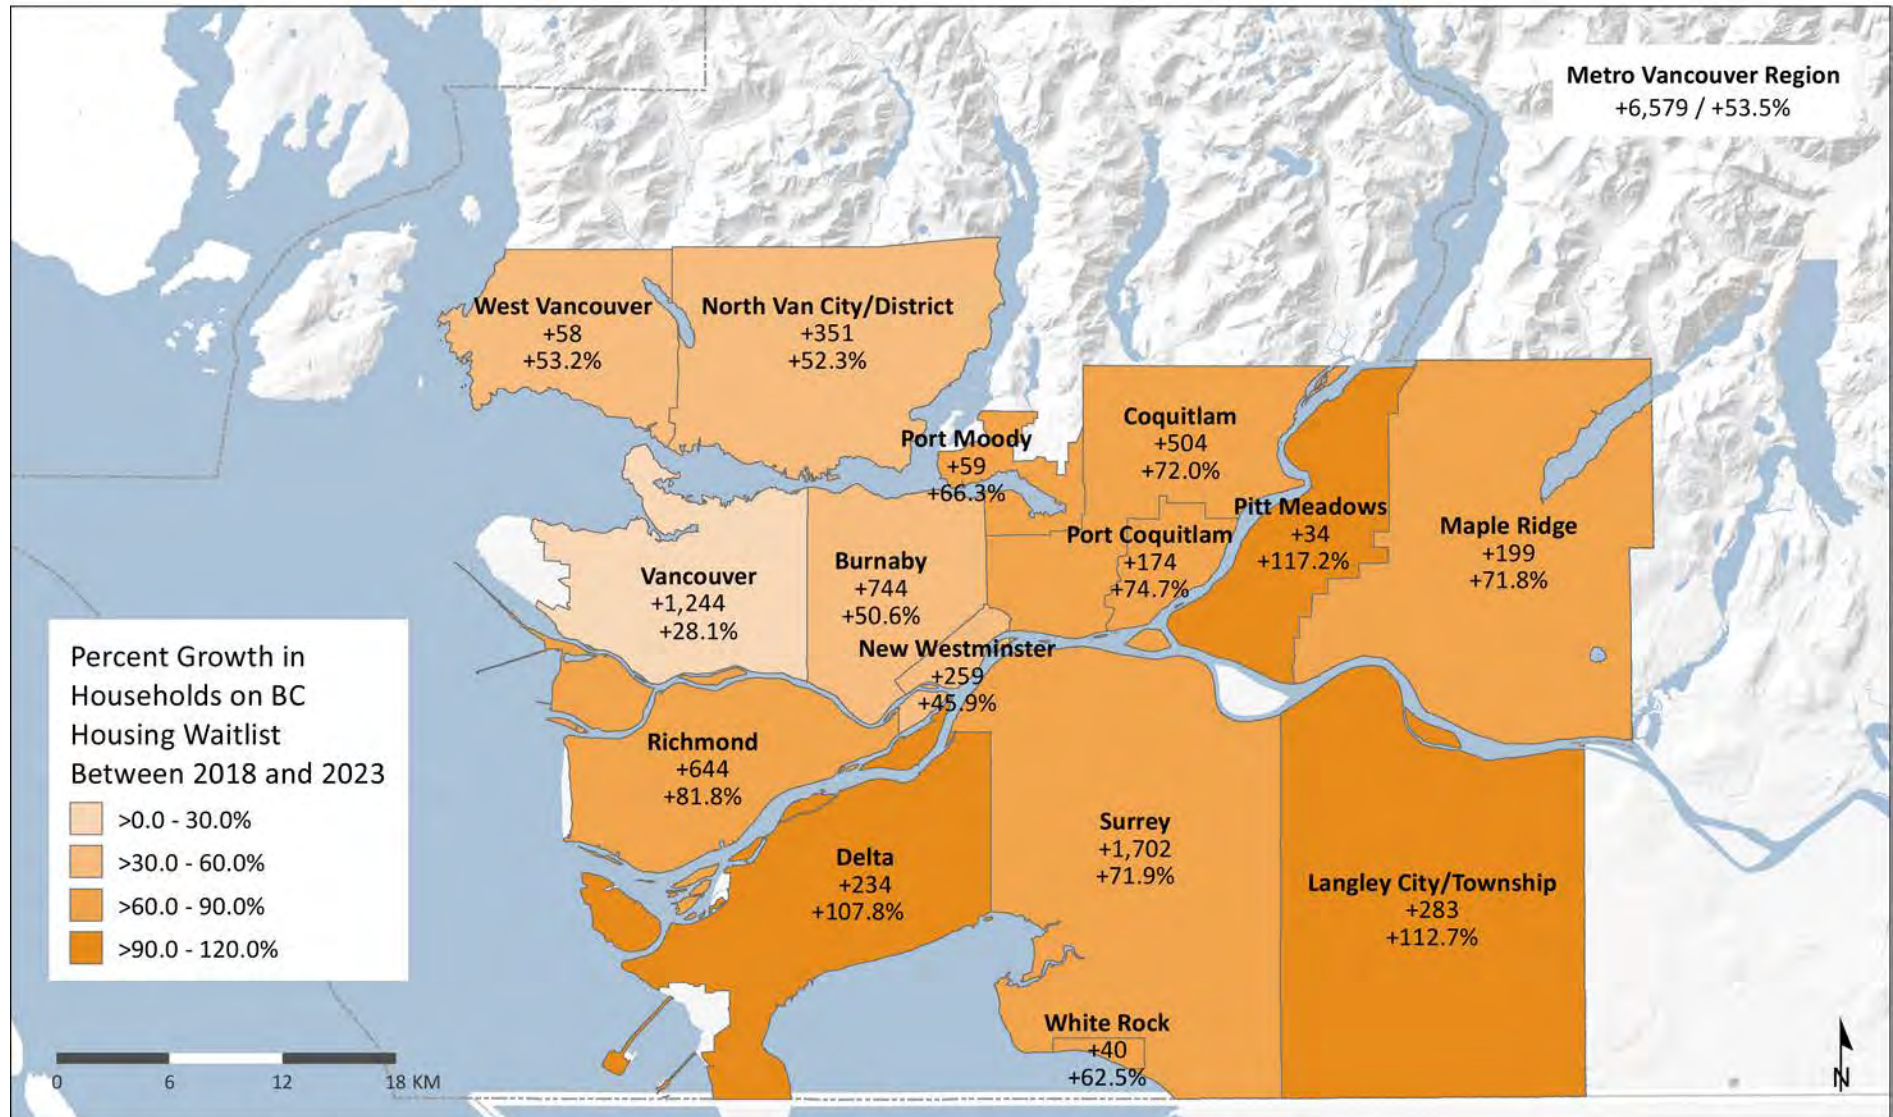 Metro Vancouver Region
+6,579 / +53.5%
West Vancouver
+58
+53.2%
North Van City/District
+351
+52.3%
Port Moody
+59
+66.3%
Coquitlam
+504
+72.0%
Pitt Meadows
+34
+117.2%
Maple Ridge
+199
+71.8%
Port Coquitlam
+174
+74.7%
Vancouver
+1,244
+28.1%
Burnaby
+744
+50.6%
New Westminster
+259
+45.9%
Richmond
+644
+81.8%
Delta
+234
+107.8%
Surrey
+1,702
+71.9%
Langley City/Township
+283
+112.7%
White Rock
+40
+62.5%
Percent Growth in
Households on BC
Housing Waitlist
Between 2018 and 2023
>0.0 - 30.0%
>30.0 - 60.0%
>60.0 - 90.0%
>90.0 - 120.0%
0 6 12 18 KM
N